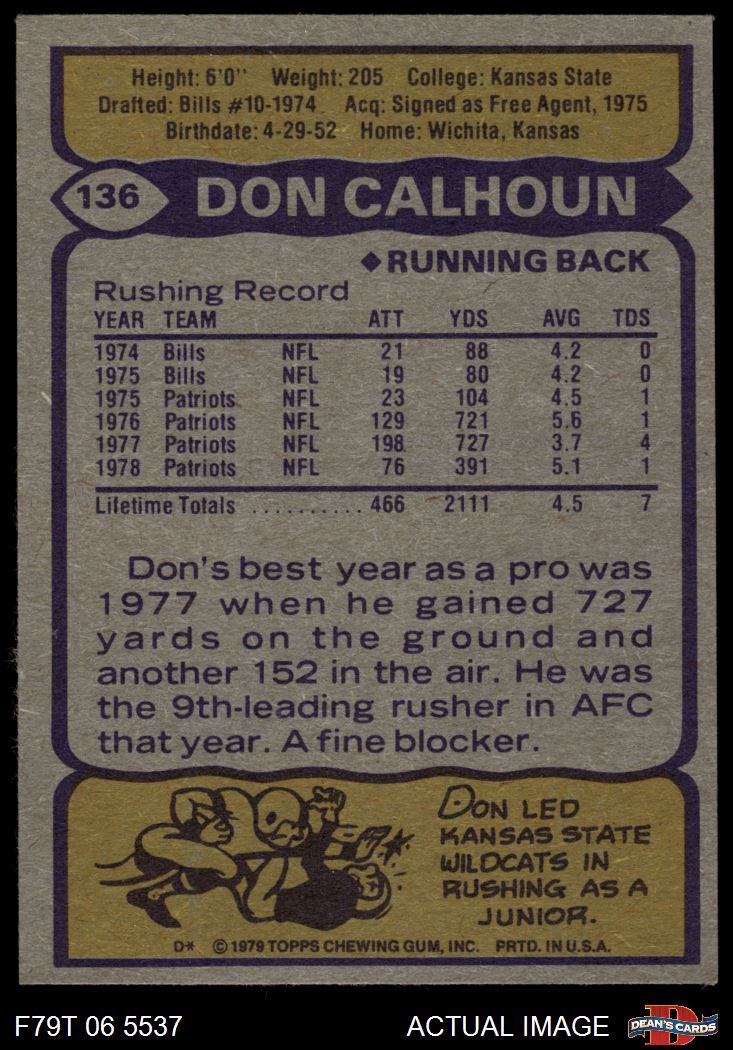 Height: 6'0" Weight: 205 College: Kansas State
Drafted: Bills #10-1974 Acq: Signed as Free Agent, 1975
Birthdate: 4-29-52 Home: Wichita, Kansas
136 DON CALHOUN
◆RUNNING BACK
Rushing Record
YEAR TEAM ATT YDS AVG TDS
1974 Bills NFL 21 88 4.2 0
1975 Bills NFL 19 80 4.2 0
1975 Patriots NFL 23 104 4.5 1
1976 Patriots NFL 129 721 5.6 1
1977 Patriots NFL 198 727 3.7 4
1978 Patriots NFL 76 391 5.1 1
Lifetime Totals .......... 466 2111 4.5 7
Don's best year as a pro was
1977 when he gained 727
yards on the ground and
another 152 in the air. He was
the 9th-leading rusher in AFC
that year. A fine blocker.
DON LED
KANSAS STATE
WILDCATS IN
RUSHING AS A
JUNIOR.
D* © 1979 TOPPS CHEWING GUM, INC. PRTD. IN U.S.A.
F79T 06 5537 ACTUAL IMAGE D DEAN'S CARDS